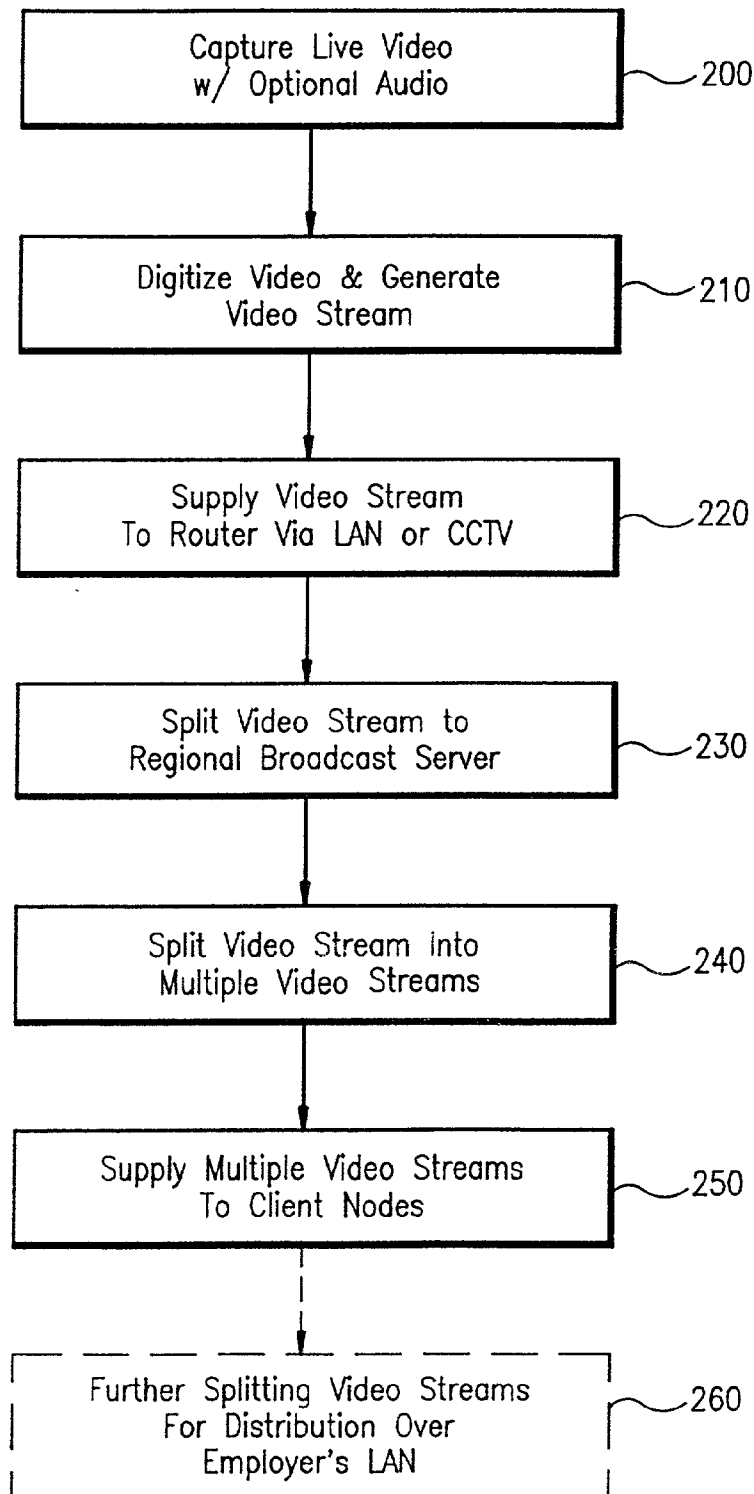 Capture Live Video
w/ Optional Audio
200
Digitize Video & Generate
Video Stream
210
Supply Video Stream
To Router Via LAN or CCTV
220
Split Video Stream to
Regional Broadcast Server
230
Split Video Stream into
Multiple Video Streams
240
Supply Multiple Video Streams
To Client Nodes
250
Further Splitting Video Streams
For Distribution Over
Employer's LAN
260